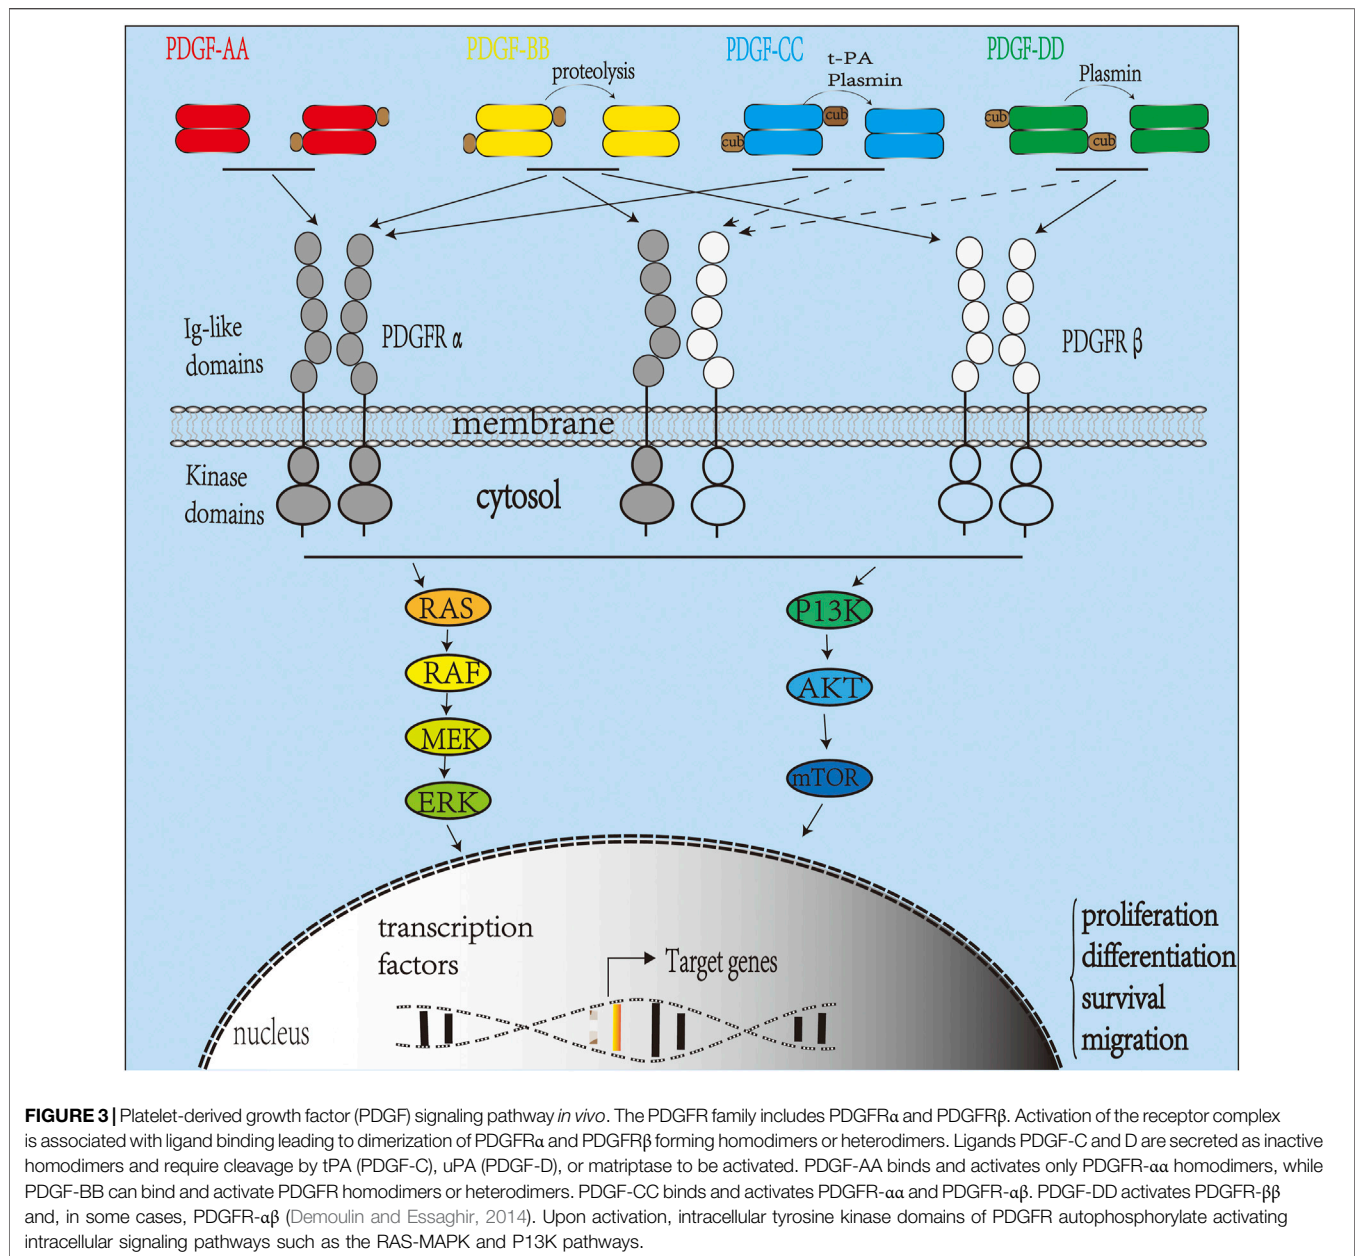 PDGF-AA
PDGF-BB
PDGF-CC
PDGF-DD
proteolysis
t-PA
Plasmin
Plasmin
cub
cub
cub
cub
Ig-like
domains
PDGFR α
PDGFR β
membrane
Kinase
domains
cytosol
RAS
RAF
MEK
ERK
P13K
AKT
mTOR
transcription
factors
Target genes
nucleus
proliferation
differentiation
survival
migration
FIGURE 3 | Platelet-derived growth factor (PDGF) signaling pathway in vivo. The PDGFR family includes PDGFRα and PDGFRβ. Activation of the receptor complex
is associated with ligand binding leading to dimerization of PDGFRα and PDGFRβ forming homodimers or heterodimers. Ligands PDGF-C and D are secreted as inactive
homodimers and require cleavage by tPA (PDGF-C), uPA (PDGF-D), or matriptase to be activated. PDGF-AA binds and activates only PDGFR-αα homodimers, while
PDGF-BB can bind and activate PDGFR homodimers or heterodimers. PDGF-CC binds and activates PDGFR-αα and PDGFR-αβ. PDGF-DD activates PDGFR-ββ
and, in some cases, PDGFR-αβ (Demoulin and Essaghir, 2014). Upon activation, intracellular tyrosine kinase domains of PDGFR autophosphorylate activating
intracellular signaling pathways such as the RAS-MAPK and P13K pathways.